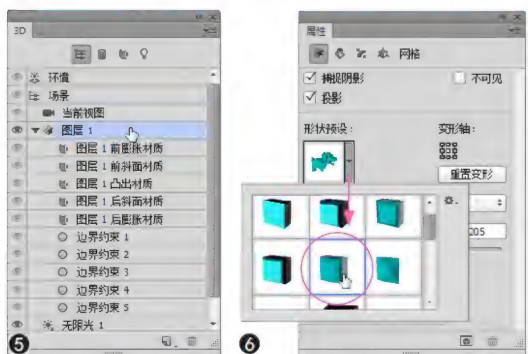 3D
环境
场景
当前视图
图层 1
图层 1 前膨胀材质
图层 1 前斜面材质
图层 1 凸出材质
图层 1 后斜面材质
图层 1 后膨胀材质
边界约束 1
边界约束 2
边界约束 3
边界约束 4
边界约束 5
无限光 1
5
属性
网格
捕捉阴影
不可见
投影
形状预设：
变形轴：
重置变形
205
6